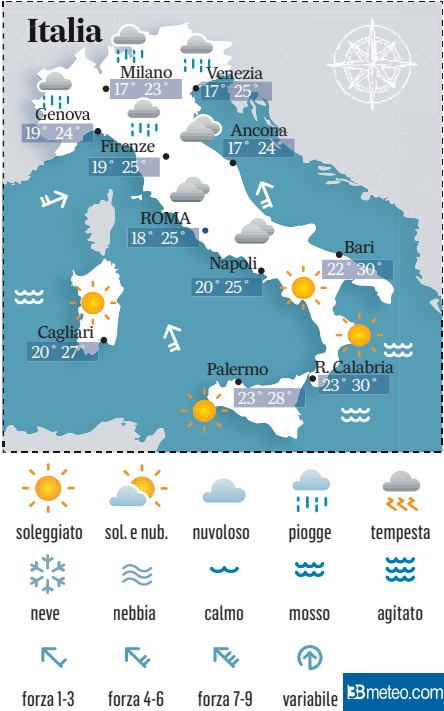 Italia
Milano
17° 23°
Venezia
17° 25°
Genova
19° 24°
Firenze
19° 25°
Ancona
17° 24°
ROMA
18° 25°
Napoli
20° 25°
Bari
22° 30°
Cagliari
20° 27°
Palermo
23° 28°
R. Calabria
23° 30°
soleggiato
sol. e nub.
nuvoloso
piogge
tempesta
neve
nebbia
calmo
mosso
agitato
forza 1-3
forza 4-6
forza 7-9
variabile
3Bmeteo.com